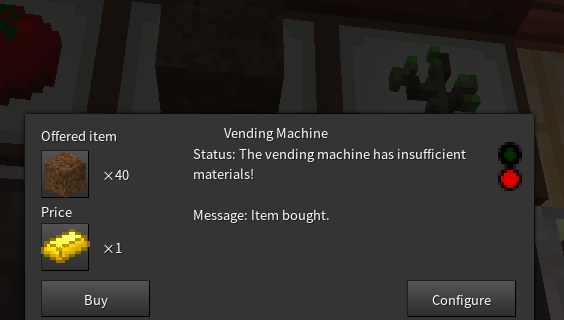 Vending Machine
Offered item
×40
Status: The vending machine has insufficient
materials!
Price
×1
Message: Item bought.
Buy
Configure